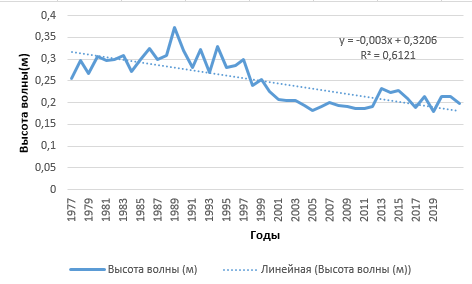 0,4
0,35
0,3
0,25
0,2
0,15
0,1
0,05
0
Высота волны(м)
y = -0,003x + 0,3206
R² = 0,6121
1977 1979 1981 1983 1985 1987 1989 1991 1993 1995 1997 1999 2001 2003 2005 2007 2009 2011 2013 2015 2017 2019
Годы
Высота волны (м) Линейная (Высота волны (м))